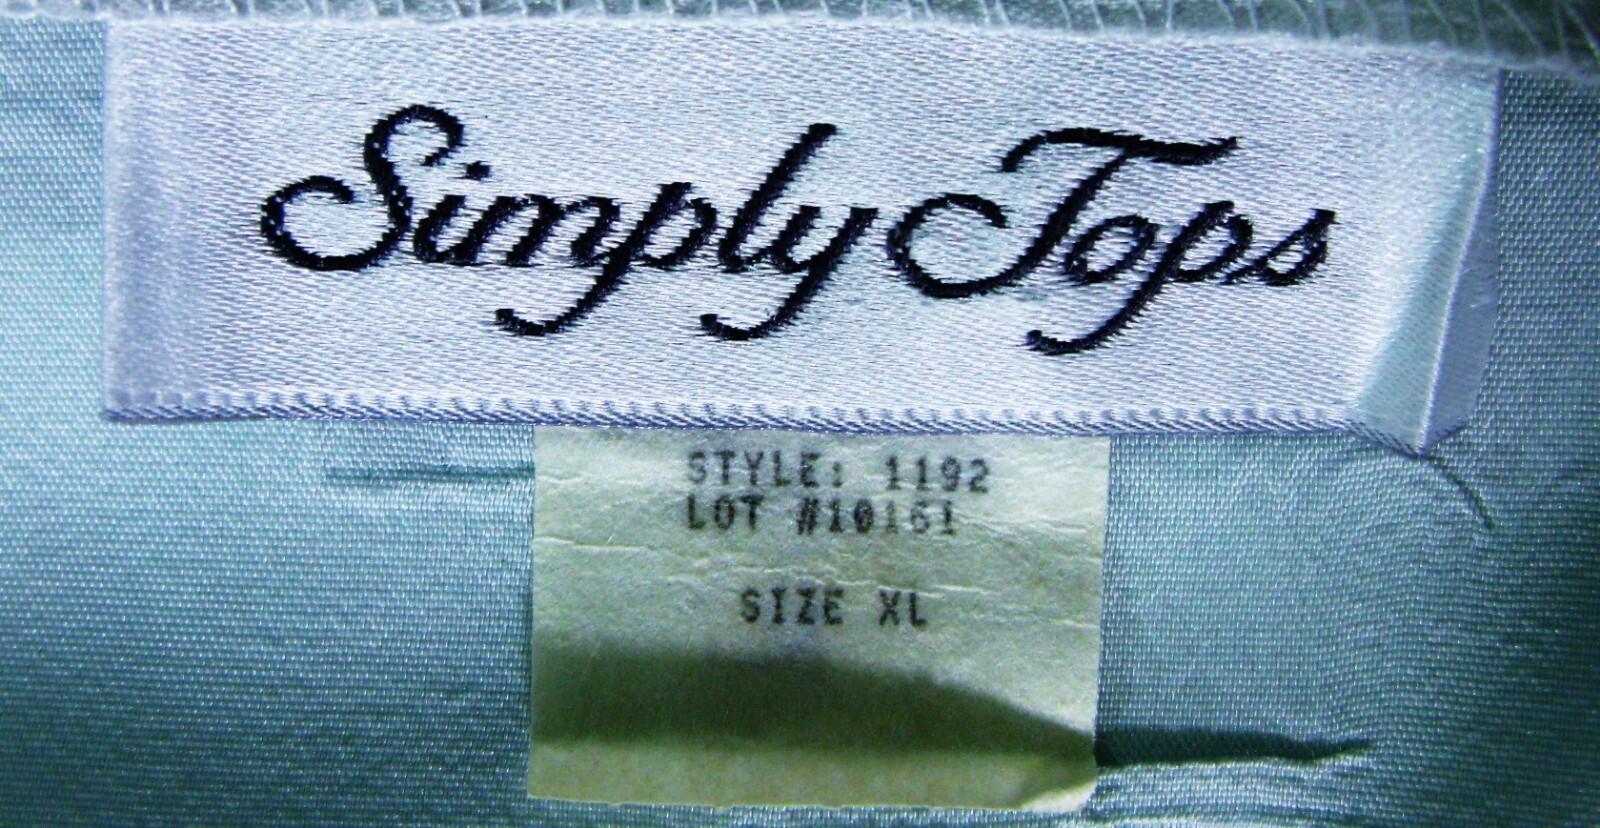 Simply Tops
STYLE: 1192
LOT #10161
SIZE XL